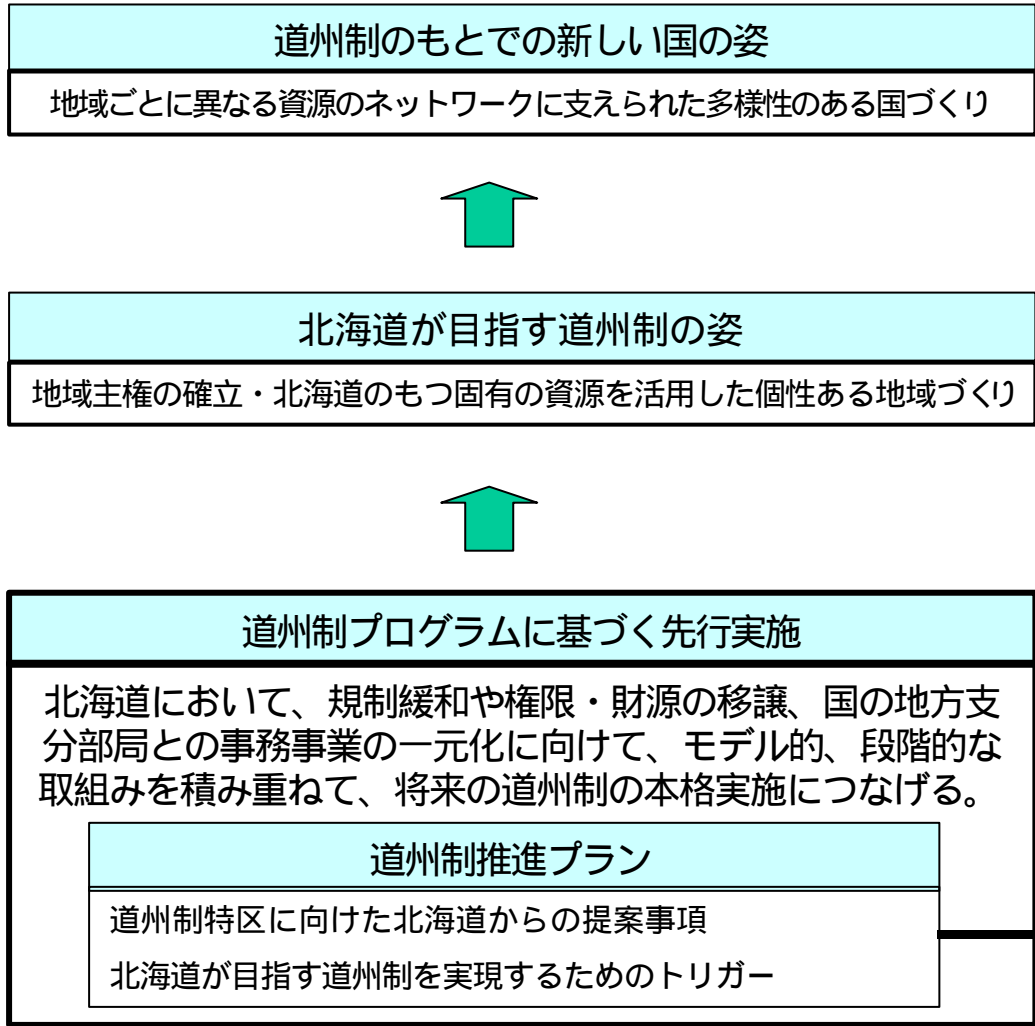 道州制のもとでの新しい国の姿
地域ごとに異なる資源のネットワークに支えられた多様性のある国づくり
北海道が目指す道州制の姿
地域主権の確立・北海道のもつ固有の資源を活用した個性ある地域づくり
道州制プログラムに基づく先行実施
北海道において、規制緩和や権限・財源の移譲、国の地方支
分部局との事務事業の一元化に向けて、モデル的、段階的な
取組みを積み重ねて、将来の道州制の本格実施につなげる。
道州制推進プラン
道州制特区に向けた北海道からの提案事項
北海道が目指す道州制を実現するためのトリガー